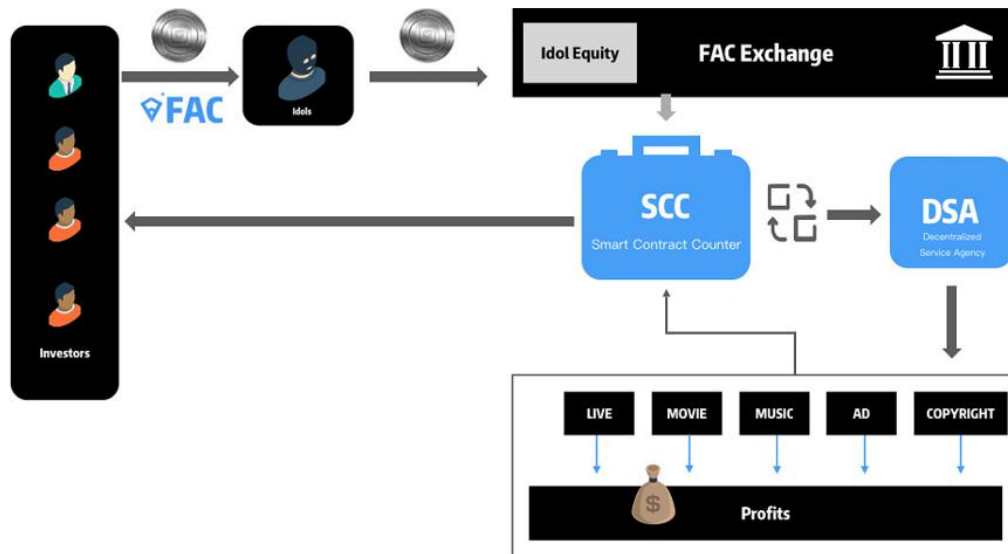 FAC
Idols
Investors
Idol Equity
FAC Exchange
SCC
Smart Contract Counter
DSA
Decentralized
Service Agency
LIVE
MOVIE
MUSIC
AD
COPYRIGHT
$
Profits